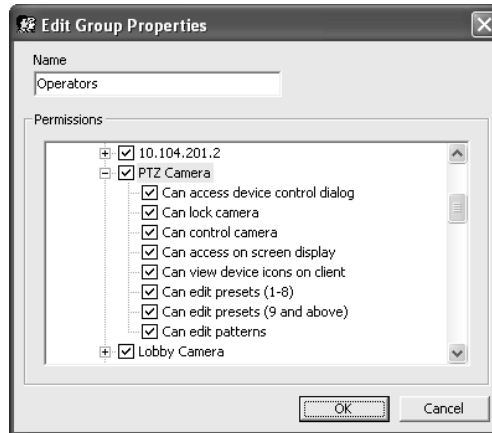 Edit Group Properties
Name
Operators
Permissions
10.104.201.2
PTZ Camera
Can access device control dialog
Can lock camera
Can control camera
Can access on screen display
Can view device icons on client
Can edit presets (1-8)
Can edit presets (9 and above)
Can edit patterns
Lobby Camera
OK
Cancel